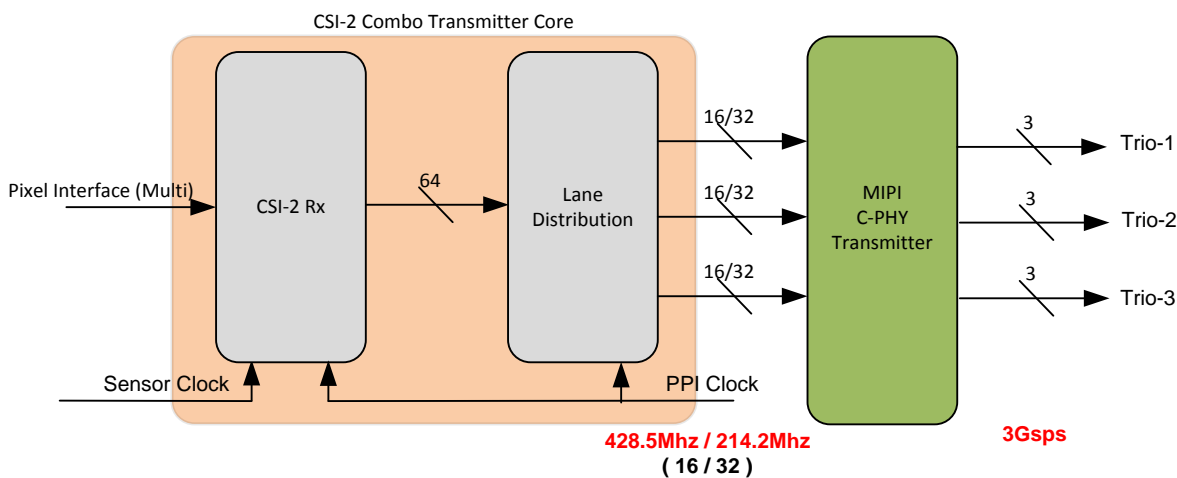 CSI-2 Combo Transmitter Core
Pixel Interface (Multi)
CSI-2 Rx
64
Lane
Distribution
16/32
16/32
16/32
MIPI
C-PHY
Transmitter
3
Trio-1
3
Trio-2
3
Trio-3
Sensor Clock
PPI Clock
428.5Mhz / 214.2Mhz
( 16 / 32 )
3Gsps